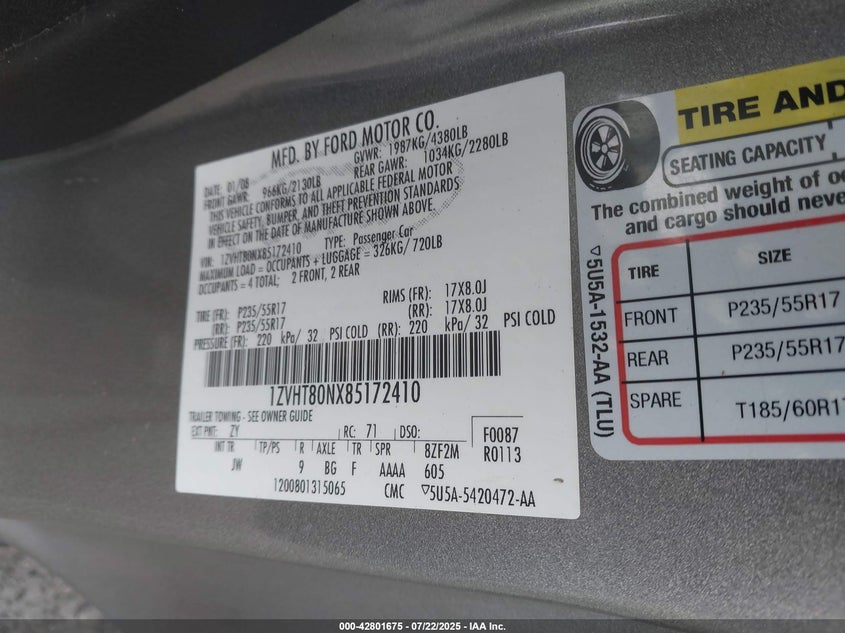 MFD. BY FORD MOTOR CO.
DATE: 01/08 GVWR: 1987KG/4380LB
FRONT GAWR: 966KG/2130LB REAR GAWR: 1034KG/2280LB
THIS VEHICLE CONFORMS TO ALL APPLICABLE FEDERAL MOTOR
VEHICLE SAFETY, BUMPER, AND THEFT PREVENTION STANDARDS
IN EFFECT ON THE DATE OF MANUFACTURE SHOWN ABOVE.
VIN: 1ZVHT80NX85172410 TYPE: Passenger Car
MAXIMUM LOAD = OCCUPANTS + LUGGAGE = 326KG/720LB
OCCUPANTS = 4 TOTAL; 2 FRONT, 2 REAR
TIRE (FR): P235/55R17 RIMS (FR): 17X8.0J
(RR): P235/55R17 (RR): 17X8.0J
PRESSURE (FR): 220 kPa/ 32 PSI COLD (RR): 220 kPa/ 32 PSI COLD
1ZVHT80NX85172410
TRAILER TOWING - SEE OWNER GUIDE
EXT PNT: ZY RC: 71 DSO: F0087
INT TR TP/PS R AXLE TR SPR 8ZF2M R0113
JW 9 BG F AAAA 605
1200801315065 CMC ▽5U5A-5420472-AA
TIRE AND
SEATING CAPACITY
The combined weight of oc
and cargo should neve
TIRE SIZE
FRONT P235/55R17
REAR P235/55R17
SPARE T185/60R17
▽5U5A-1532-AA (TLU)
000-42801675 - 07/22/2025 - IAA Inc.